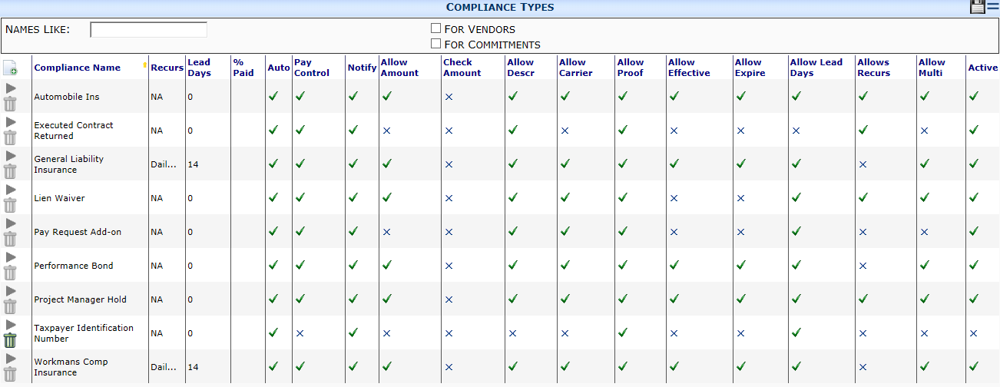 COMPLIANCE TYPES
NAMES LIKE:
FOR VENDORS
FOR COMMITMENTS
Compliance Name Recurs Lead Days % Paid Auto Pay Control Notify Allow Amount Check Amount Allow Descr Allow Carrier Allow Proof Allow Effective Allow Expire Allow Lead Days Allows Recurs Allow Multi Active
Automobile Ins NA 0
Executed Contract Returned NA 0
General Liability Insurance Dail... 14
Lien Waiver NA 0
Pay Request Add-on NA 0
Performance Bond NA 0
Project Manager Hold NA 0
Taxpayer Identification Number NA 0
Workmans Comp Insurance Dail... 14